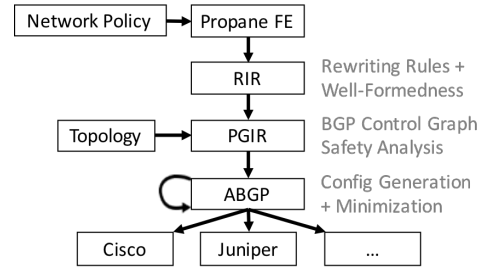 Network Policy
Propane FE
RIR
Rewriting Rules +
Well-Formedness
Topology
PGIR
BGP Control Graph
Safety Analysis
ABGP
Config Generation
+ Minimization
Cisco
Juniper
...